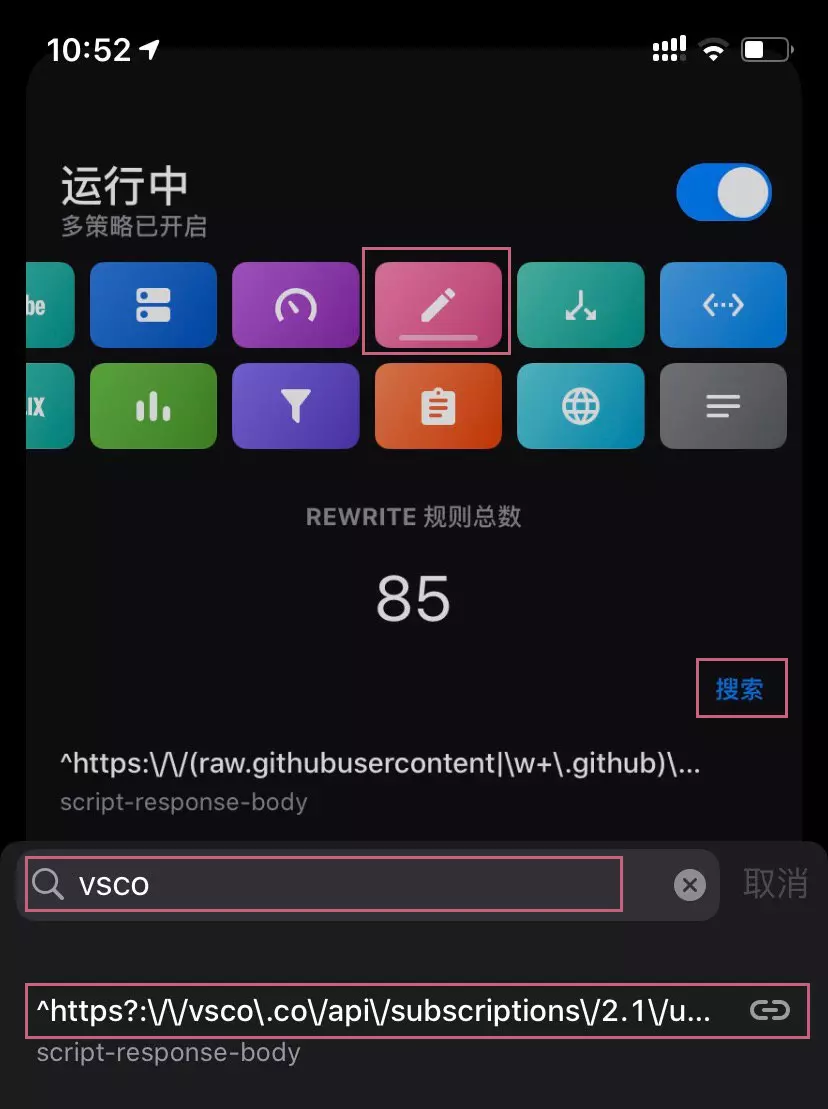 10:52
运行中
多策略已开启
be
IX
REWRITE 规则总数
85
搜索
^https:\/\/(raw.githubusercontent|\w+\.github)\...
script-response-body
vsco
取消
^https?:\/\/vsco\.co\/api\/subscriptions\/2.1\/u...
script-response-body